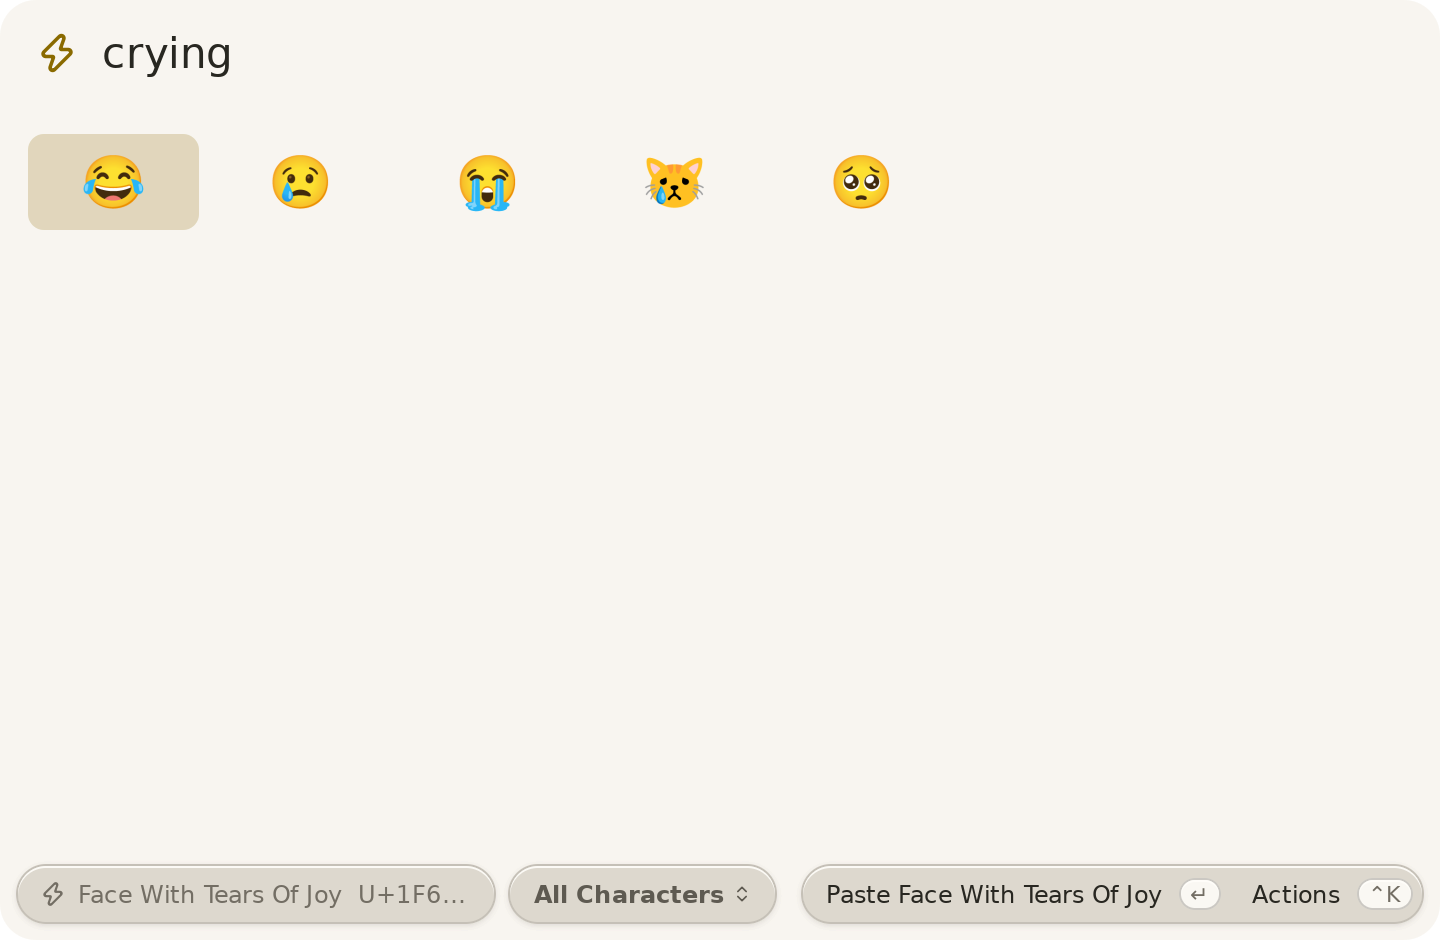 crying
Face With Tears Of Joy U+1F6...
All Characters
Paste Face With Tears Of Joy ↵
Actions ^K